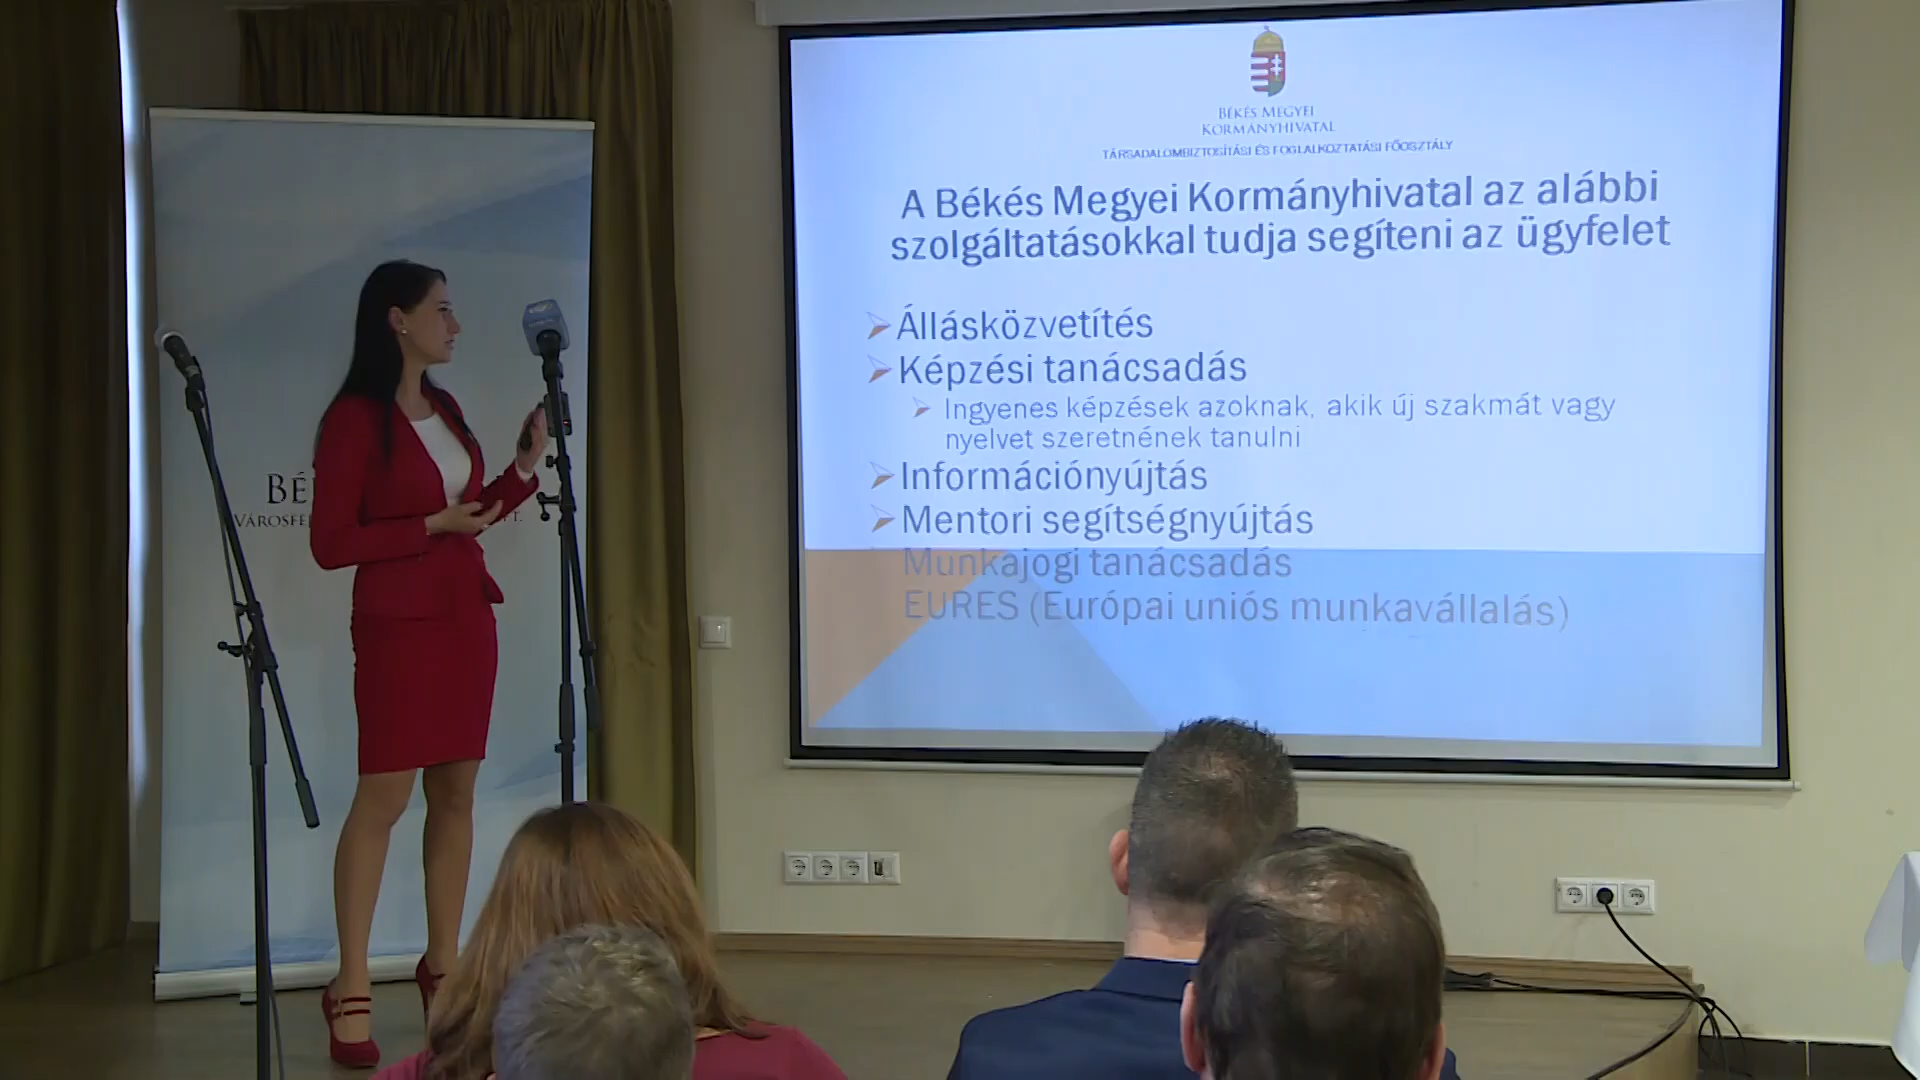 BÉKÉS MEGYEI
KORMÁNYHIVATAL
TÁRSADALOMBIZTOSÍTÁSI ÉS FOGLALKOZTATÁSI FŐOSZTÁLY
A Békés Megyei Kormányhivatal az alábbi
szolgáltatásokkal tudja segíteni az ügyfelet
Állásközvetítés
Képzési tanácsadás
Ingyenes képzések azoknak, akik új szakmát vagy
nyelvet szeretnének tanulni
Információnyújtás
Mentori segítségnyújtás
Munkajogi tanácsadás
EURES (Európai uniós munkavállalás)